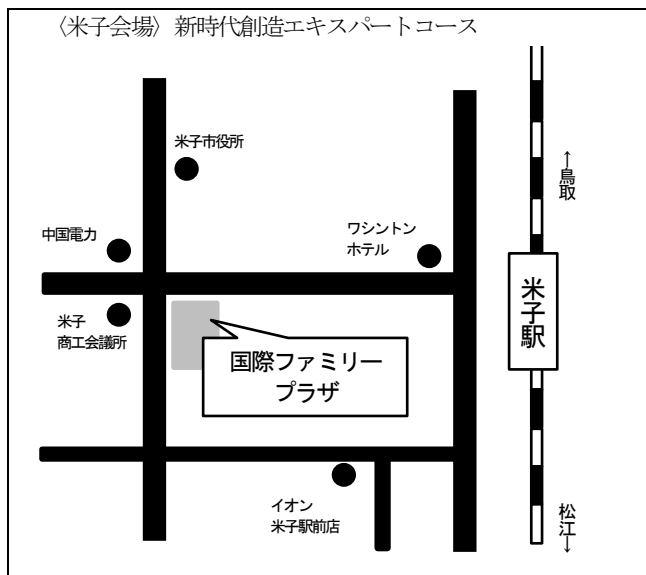 〈米子会場〉新時代創造エキスパートコース
米子市役所
←鳥取
中国電力
ワシントン
ホテル
米子駅
米子
商工会議所
国際ファミリー
プラザ
イオン
米子駅前店
松江→